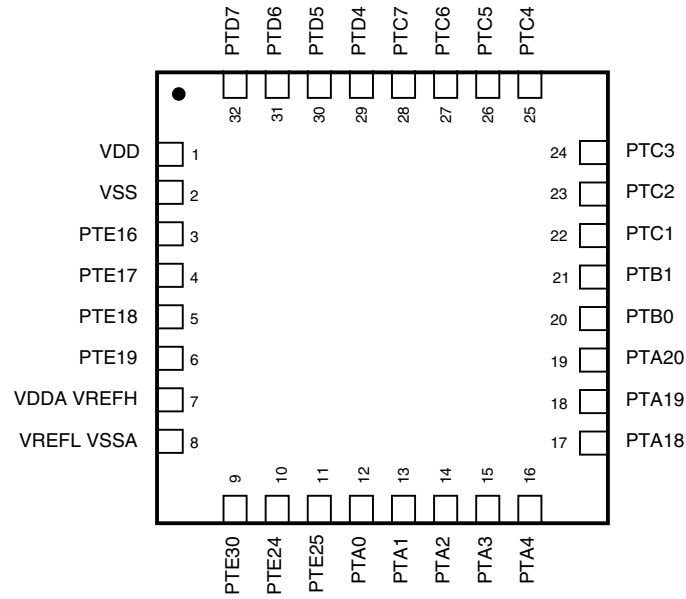 PTD7 PTD6 PTD5 PTD4 PTC7 PTC6 PTC5 PTC4
32 31 30 29 28 27 26 25
VDD 1 24 PTC3
VSS 2 23 PTC2
PTE16 3 22 PTC1
PTE17 4 21 PTB1
PTE18 5 20 PTB0
PTE19 6 19 PTA20
VDDA VREFH 7 18 PTA19
VREFL VSSA 8 17 PTA18
9 10 11 12 13 14 15 16
PTE30 PTE24 PTE25 PTA0 PTA1 PTA2 PTA3 PTA4